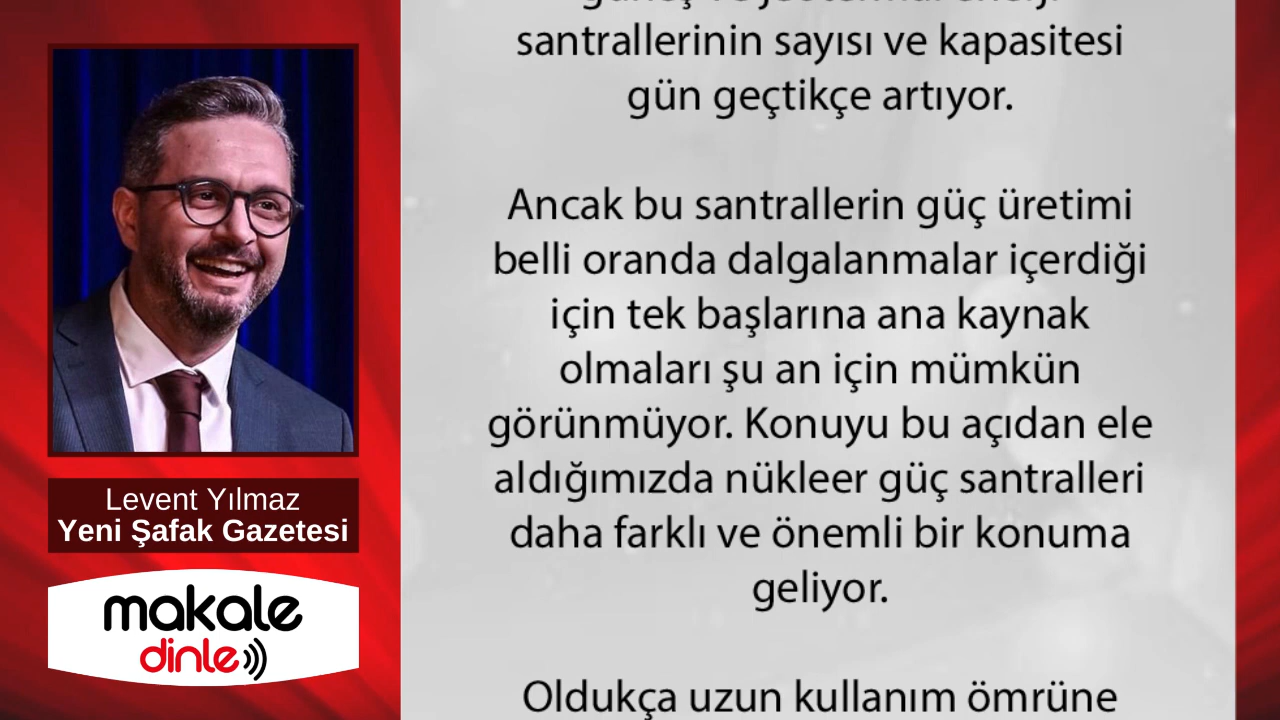 santrallerinin sayısı ve kapasitesi
gün geçtikçe artıyor.
Ancak bu santrallerin güç üretimi
belli oranda dalgalanmalar içerdiği
için tek başlarına ana kaynak
olmaları şu an için mümkün
görünmüyor. Konuyu bu açıdan ele
aldığımızda nükleer güç santralleri
daha farklı ve önemli bir konuma
geliyor.
Oldukça uzun kullanım ömrüne
Levent Yılmaz
Yeni Şafak Gazetesi
makale
dinle